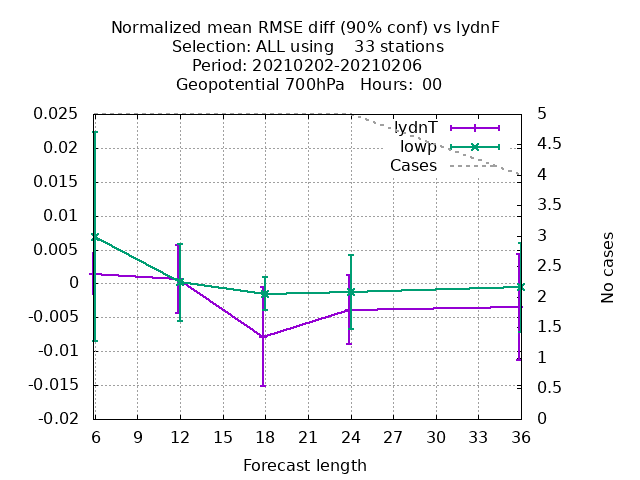 Normalized mean RMSE diff (90% conf) vs lydnF
Selection: ALL using 33 stations
Period: 20210202-20210206
Geopotential 700hPa Hours: 00
0.025
0.02
0.015
0.01
0.005
0
-0.005
-0.01
-0.015
-0.02
lydnT
lowp
Cases
5
4.5
4
3.5
3
2.5
2
1.5
1
0.5
0
No cases
6 9 12 15 18 21 24 27 30 33 36
Forecast length